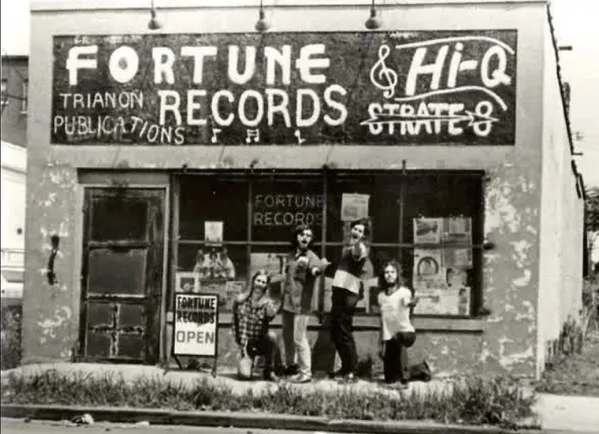 FORTUNE
RECORDS
TRIANON
PUBLICATIONS
& Hi-Q
STRATE-8
FORTUNE
RECORDS
FORTUNE
RECORDS
OPEN